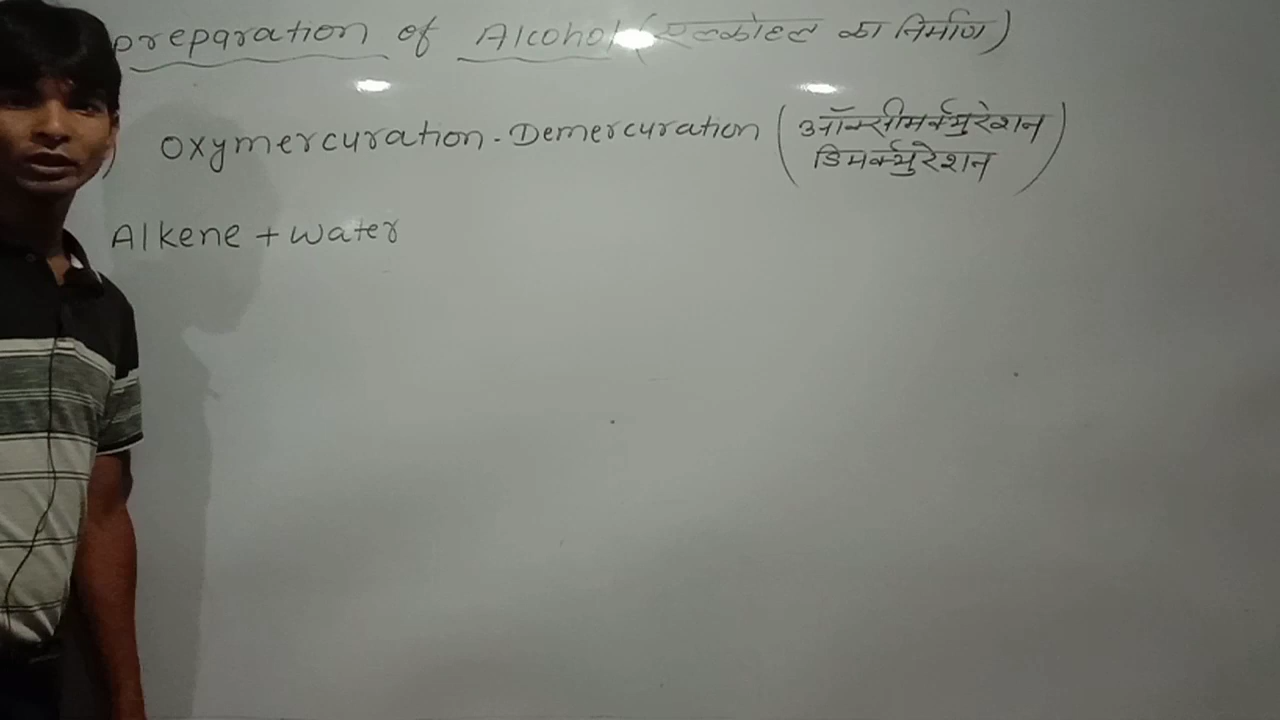 preparation of Alcohol (एल्कोहल का निर्माण)
Oxymercuration-Demercuration (ऑक्सीमर्क्युरेशन
डिमर्क्युरेशन)
Alkene + water